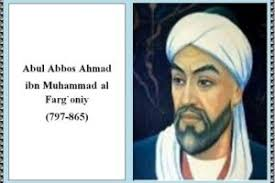 Abul Abbos Ahmad
ibn Muhammad al
Farg`oniy
(797-865)